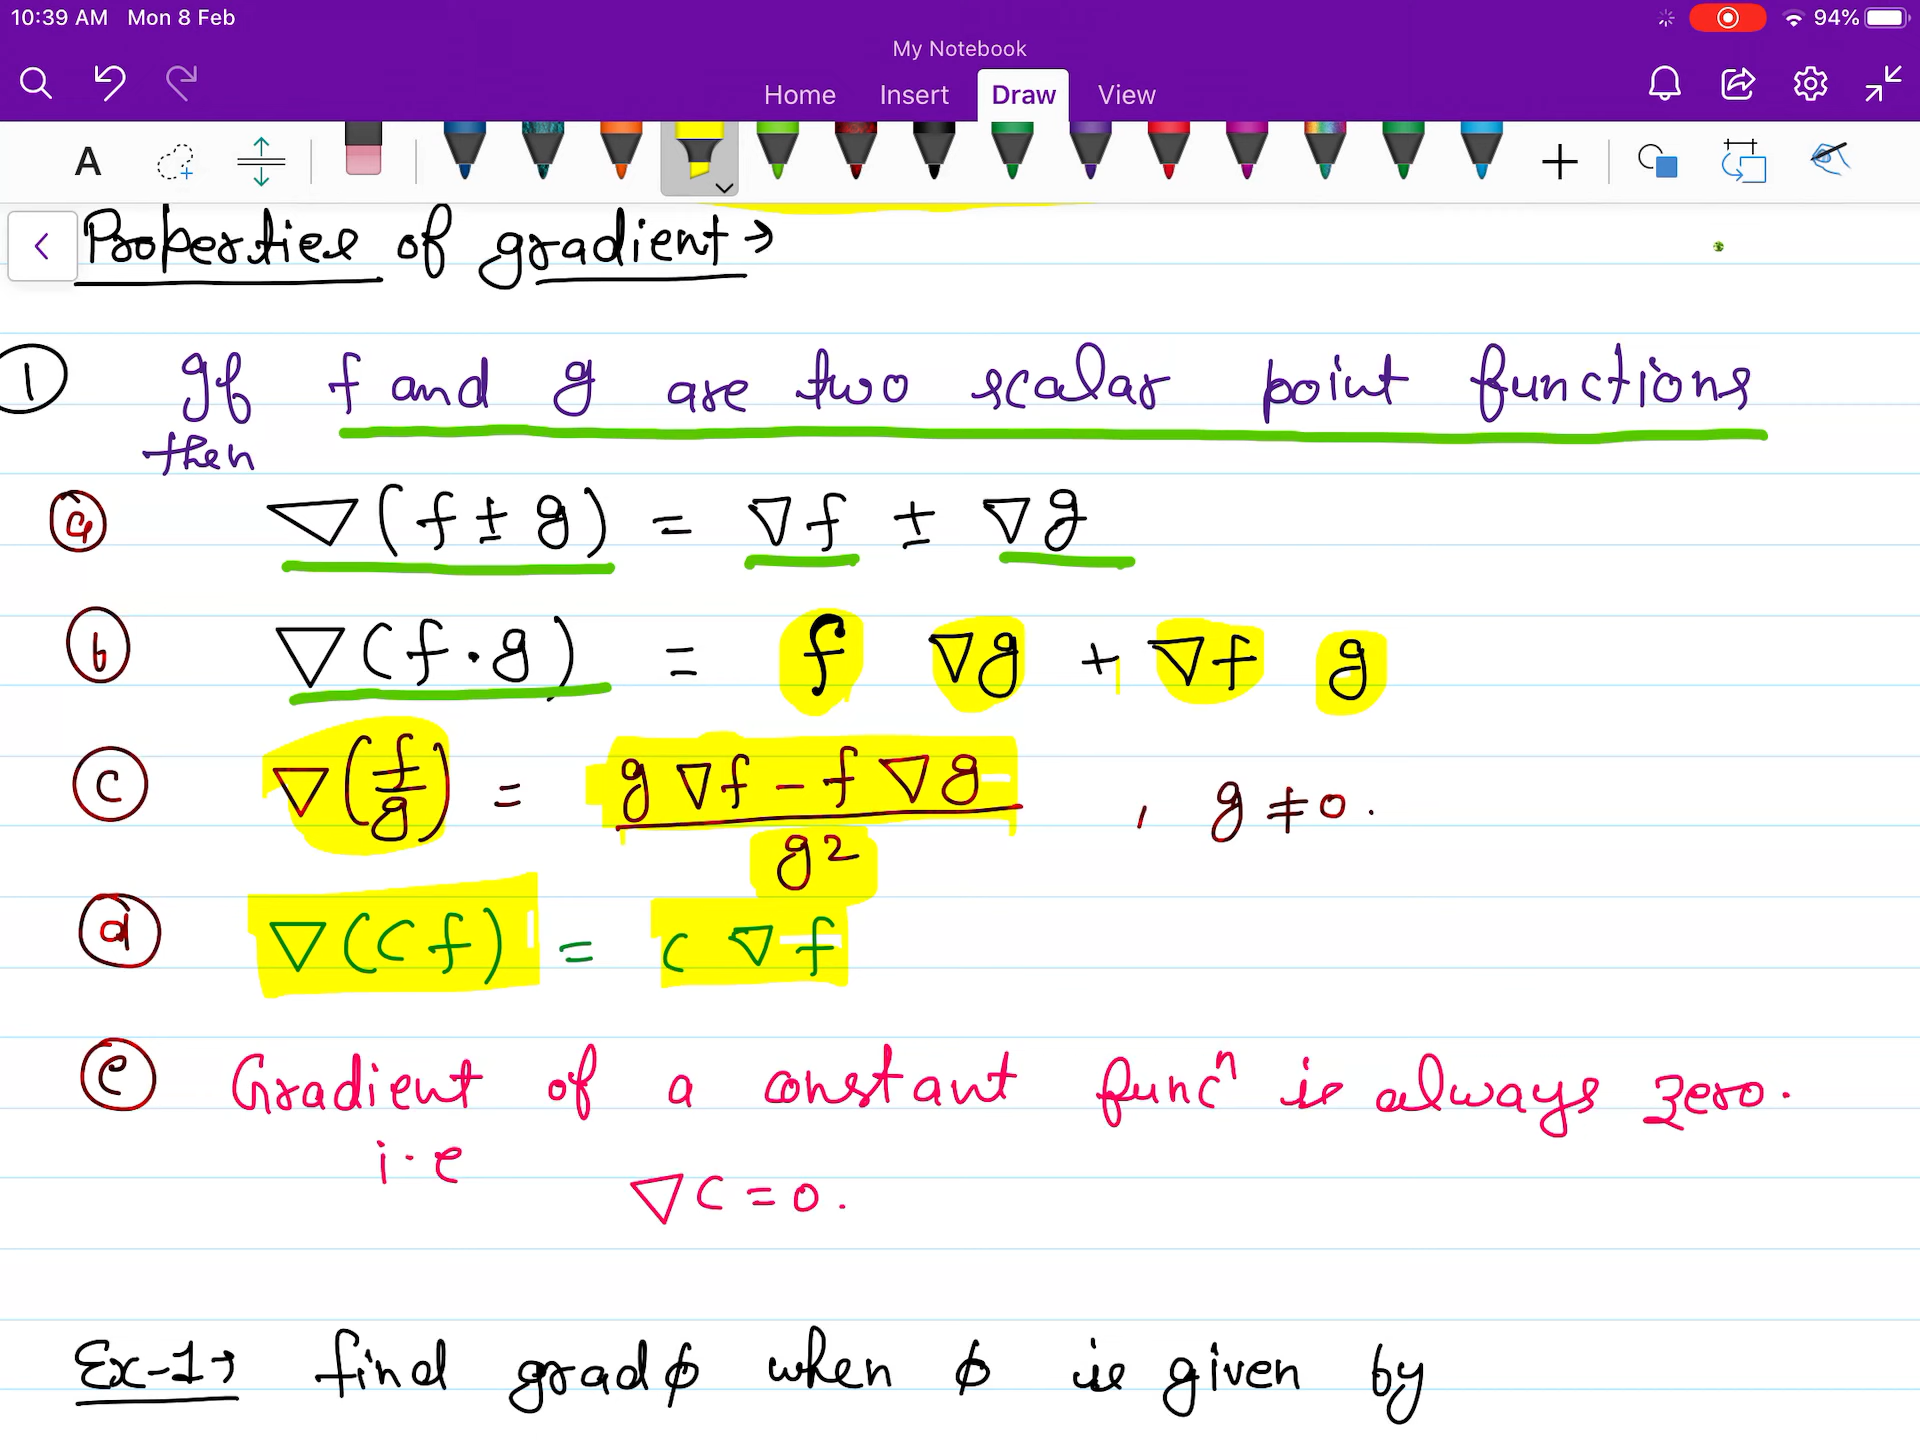 10:39 AM Mon 8 Feb
94%
My Notebook
Home Insert Draw View
A
Properties of gradient →
① If f and g are two scalar point functions
then
ⓐ ∇(f ± g) = ∇f ± ∇g
ⓑ ∇(f · g) = f ∇g + ∇f g
ⓒ ∇(f/g) = (g ∇f − f ∇g)/g² , g ≠ 0.
ⓓ ∇(c f) = c ∇f
ⓔ Gradient of a constant funcⁿ is always zero.
i.e
∇c = 0.
Ex-1→ find grad ϕ when ϕ is given by